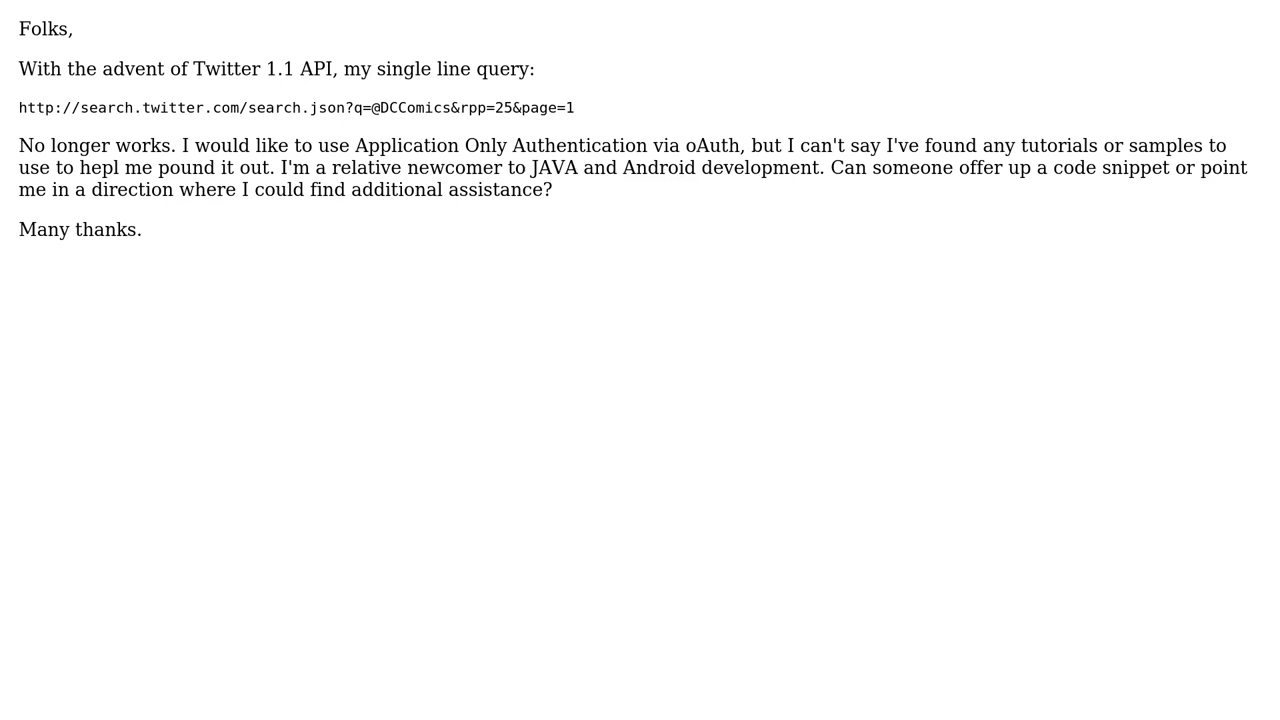 Folks,
With the advent of Twitter 1.1 API, my single line query:
http://search.twitter.com/search.json?q=@DCComics&rpp=25&page=1
No longer works. I would like to use Application Only Authentication via oAuth, but I can't say I've found any tutorials or samples to
use to hepl me pound it out. I'm a relative newcomer to JAVA and Android development. Can someone offer up a code snippet or point
me in a direction where I could find additional assistance?
Many thanks.